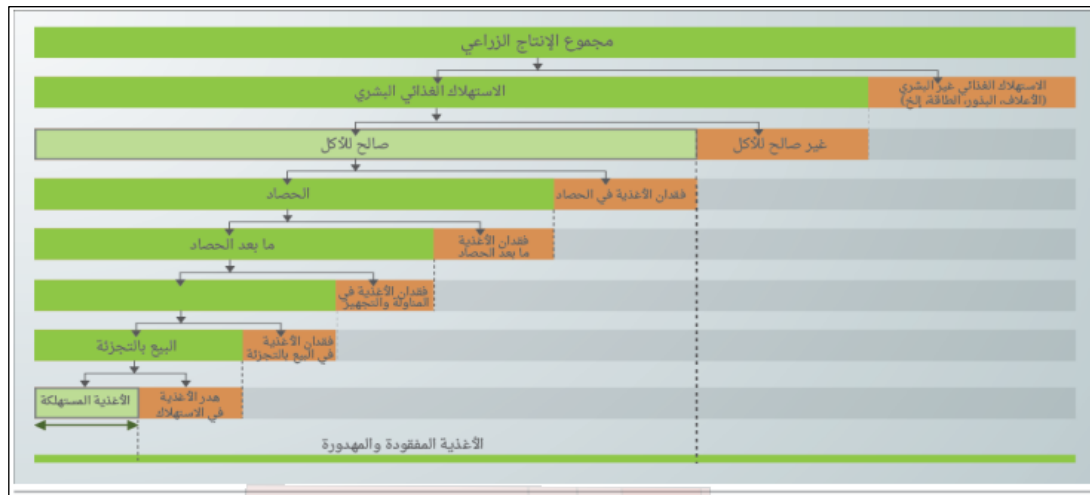 مجموع الإنتاج الزراعي
الاستهلاك الغذائي البشري
الاستهلاك الغذائي غير البشري
(الأعلاف، البذور، الطاقة، إلخ)
صالح للأكل
غير صالح للأكل
الحصاد
فقدان الأغذية في الحصاد
ما بعد الحصاد
فقدان الأغذية
ما بعد الحصاد
فقدان الأغذية في
المناولة والتجهيز
البيع بالتجزئة
فقدان الأغذية
في البيع بالتجزئة
الأغذية المستهلكة
هدر الأغذية
في الاستهلاك
الأغذية المفقودة والمهدورة